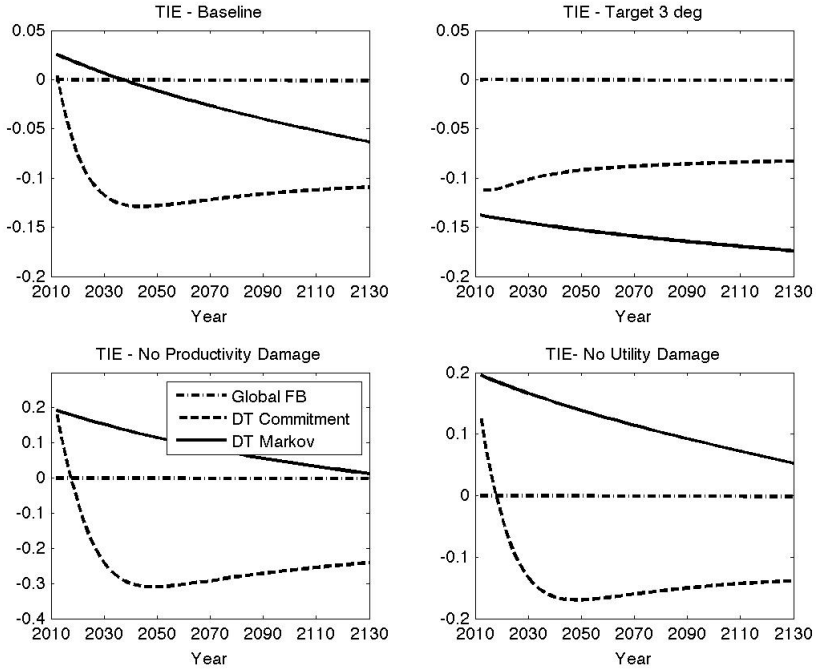 TIE - Baseline
0.05
0
-0.05
-0.1
-0.15
-0.2
2010 2030 2050 2070 2090 2110 2130
Year
TIE - Target 3 deg
0.05
0
-0.05
-0.1
-0.15
-0.2
2010 2030 2050 2070 2090 2110 2130
Year
TIE - No Productivity Damage
0.2
0.1
0
-0.1
-0.2
-0.3
-0.4
2010 2030 2050 2070 2090 2110 2130
Year
Global FB
DT Commitment
DT Markov
TIE- No Utility Damage
0.2
0.1
0
-0.1
-0.2
2010 2030 2050 2070 2090 2110 2130
Year